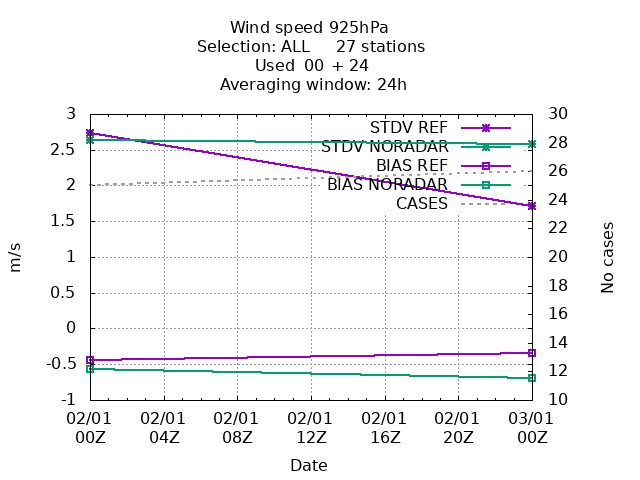 Wind speed 925hPa
Selection: ALL 27 stations
Used 00 + 24
Averaging window: 24h
3
2.5
2
1.5
1
0.5
0
-0.5
-1
m/s
30
28
26
24
22
20
18
16
14
12
10
No cases
STDV REF
STDV NORADAR
BIAS REF
BIAS NORADAR
CASES
02/01 02/01 02/01 02/01 02/01 02/01 03/01
00Z 04Z 08Z 12Z 16Z 20Z 00Z
Date